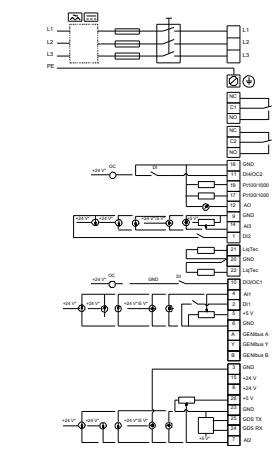 L1 L1
L2 L2
L3 L3
PE
NC
C1
NO
NC
C2
NO
18 GND
OC DI 11 DI4/OC2
+24 V*
19 Pt100/1000
17 Pt100/1000
12 AO
9 GND
+24 V* +24 V* +24 V*/5 V* +5 V* 14 AI3
1 DI2
21 LiqTec
20 GND
22 LiqTec
OC GND DI 10 DI3/OC1
+24 V*
4 AI1
+24 V* +24 V* +24 V*/5 V* 2 DI1
5 +5 V
6 GND
A GENIbus A
Y GENIbus Y
B GENIbus B
3 GND
15 +24 V
8 +24 V
26 +5 V
23 GND
+24 V* +24 V* +24 V*/5 V* 25 GDS TX
24 GDS RX
+5 V* 7 AI2